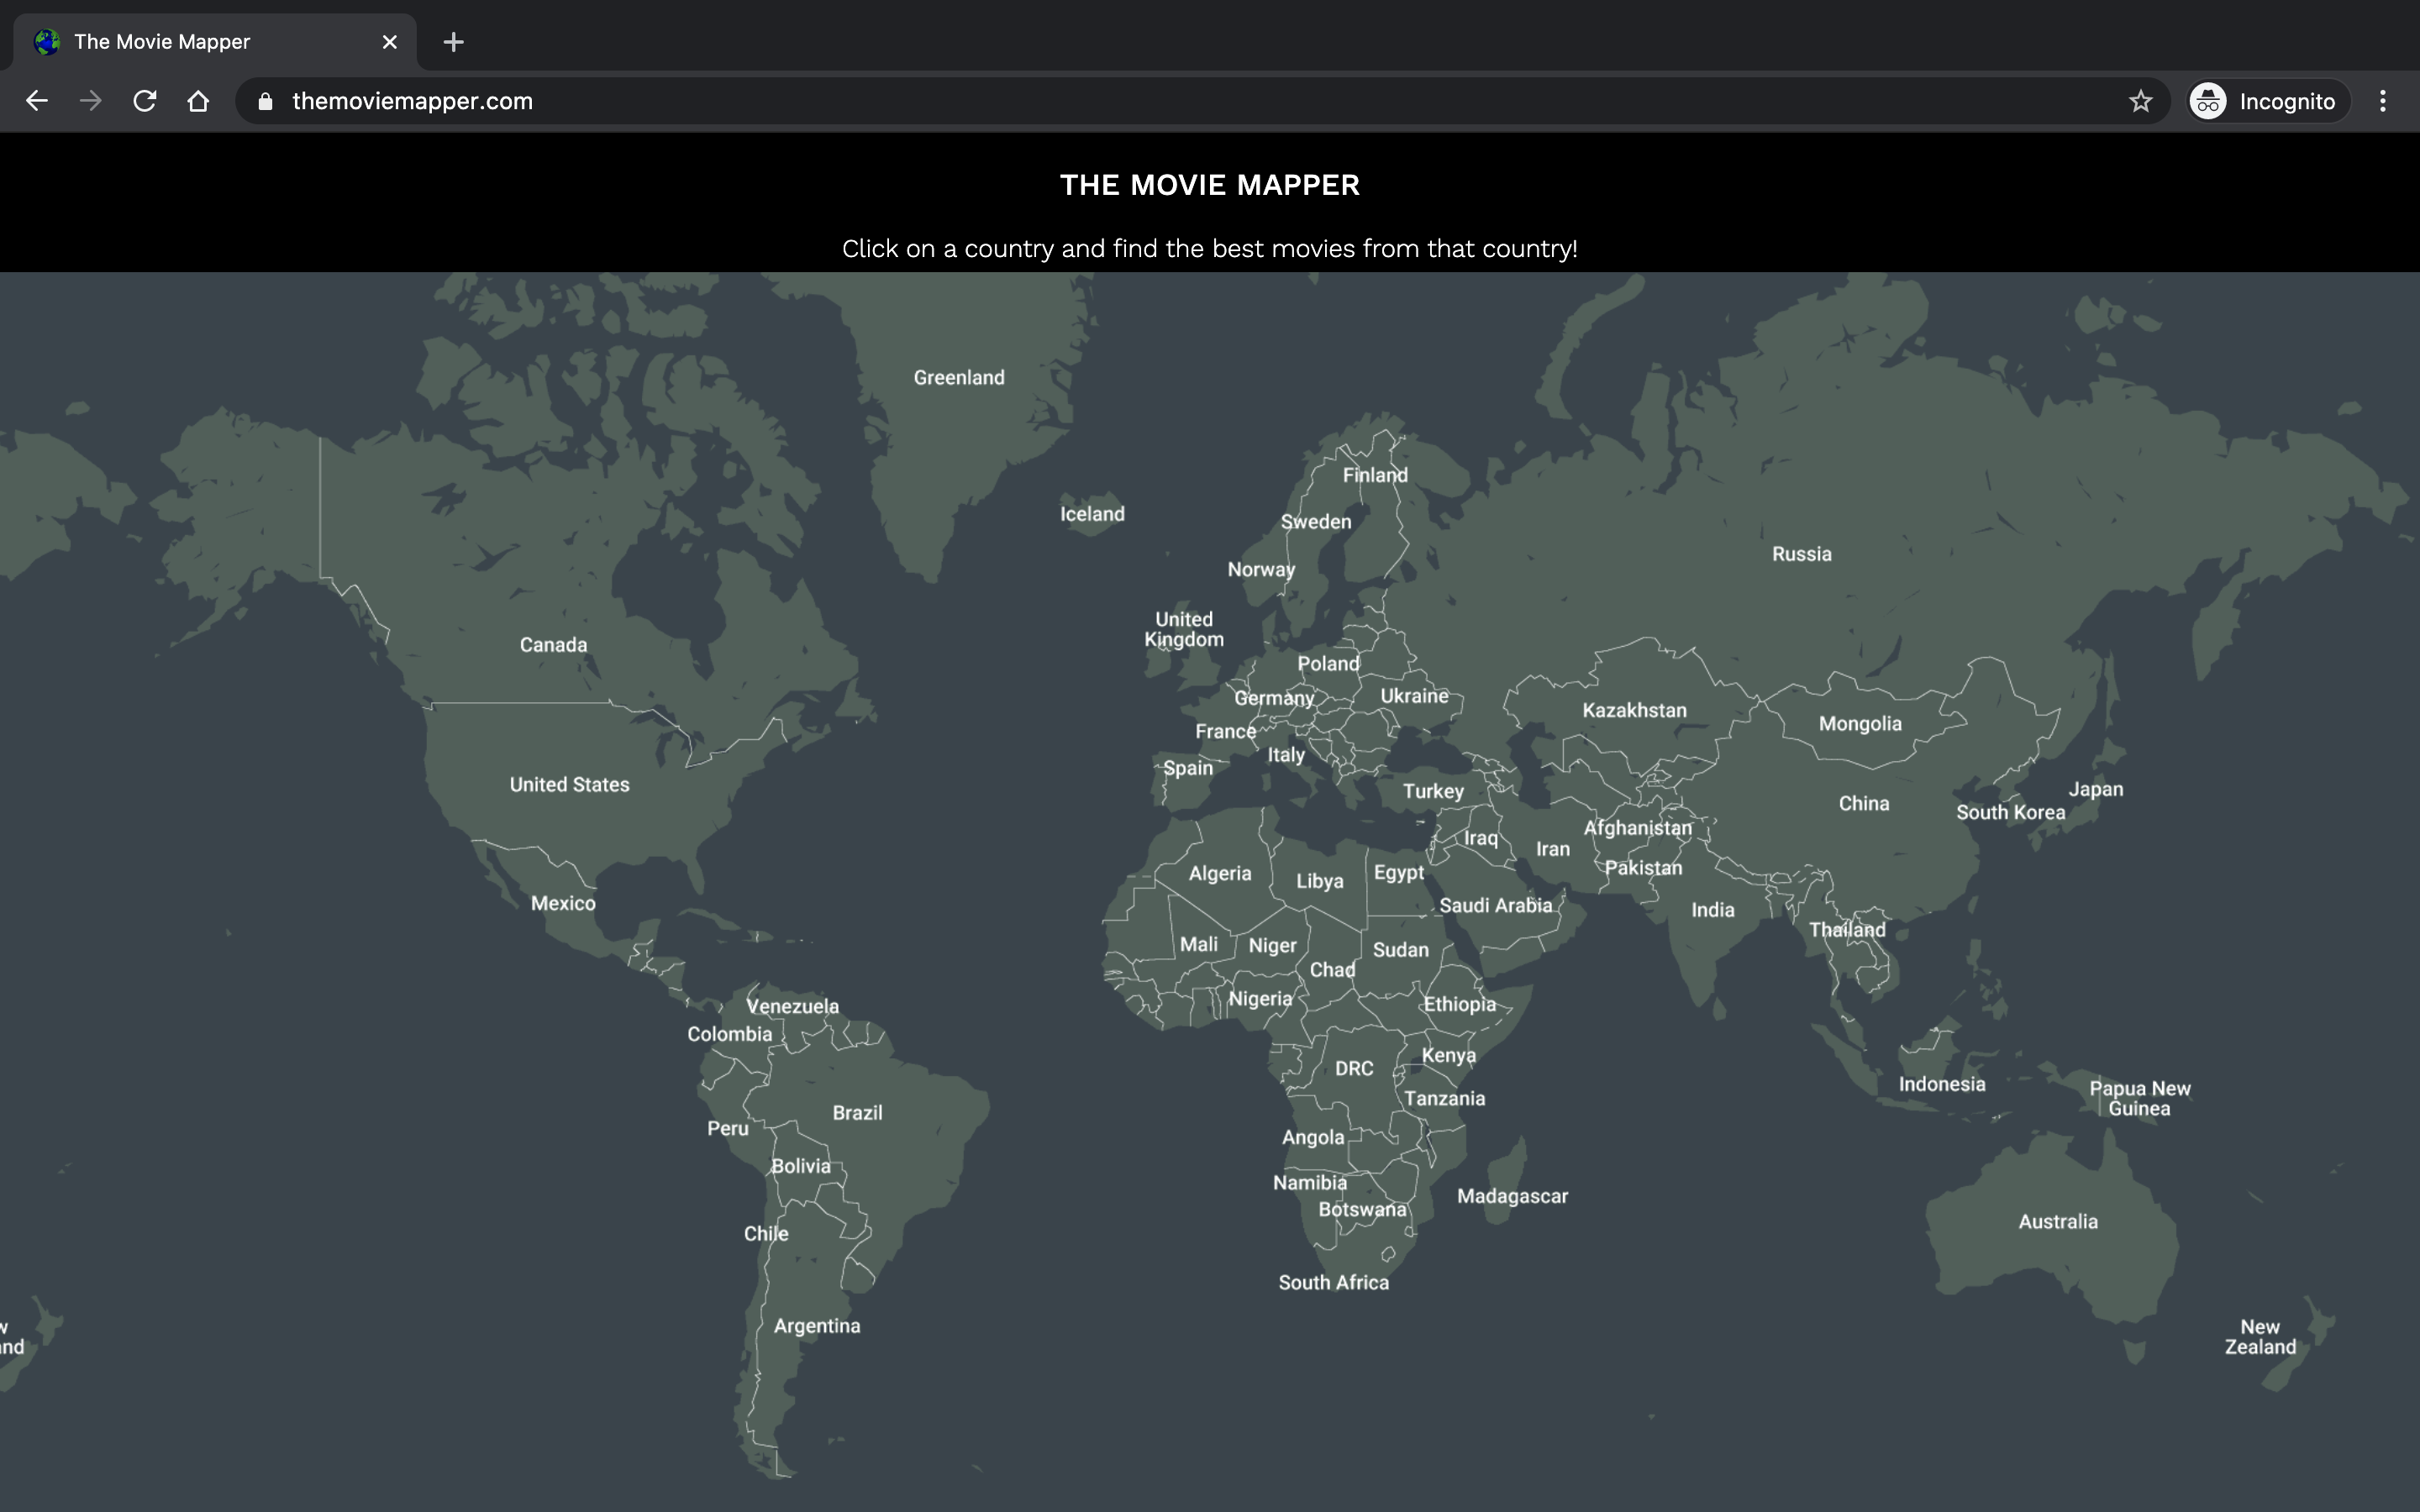 The Movie Mapper
themoviemapper.com
Incognito
THE MOVIE MAPPER
Click on a country and find the best movies from that country!
Greenland
Finland
Iceland
Sweden
Russia
Norway
United
Kingdom
Canada
Poland
Ukraine
Germany
Kazakhstan
Mongolia
France
Italy
Spain
United States
Turkey
Japan
China
South Korea
Afghanistan
Iraq
Iran
Pakistan
Algeria
Libya
Egypt
Mexico
Saudi Arabia
India
Thailand
Mali
Niger
Sudan
Chad
Nigeria
Ethiopia
Venezuela
Colombia
Kenya
DRC
Indonesia
Tanzania
Papua New
Guinea
Brazil
Peru
Angola
Bolivia
Namibia
Madagascar
Botswana
Australia
Chile
South Africa
Argentina
w
nd
New
Zealand